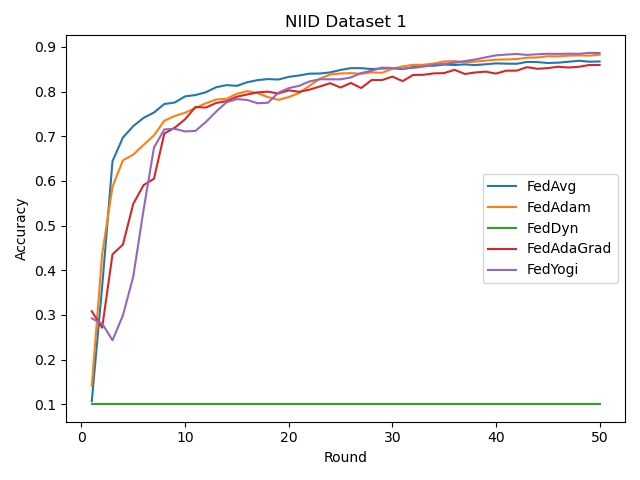 NIID Dataset 1
Accuracy
0.9
0.8
0.7
0.6
0.5
0.4
0.3
0.2
0.1
FedAvg
FedAdam
FedDyn
FedAdaGrad
FedYogi
0 10 20 30 40 50
Round